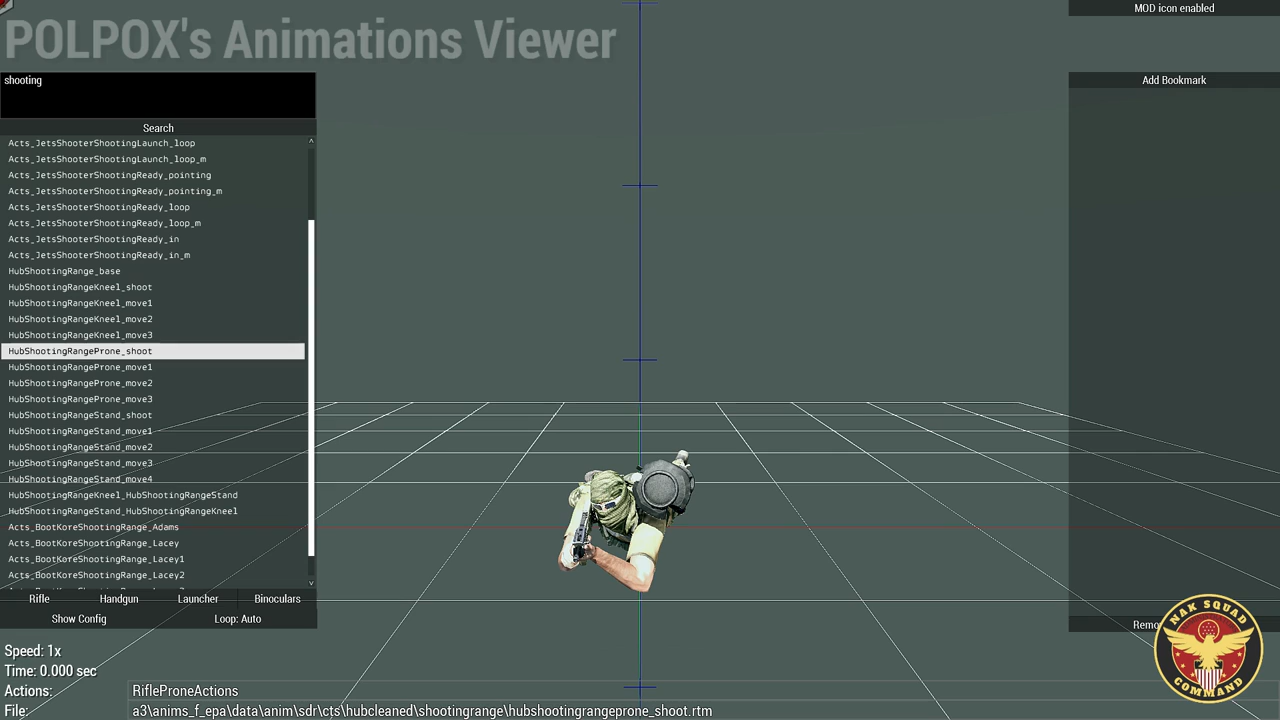 POLPOX's Animations Viewer
MOD icon enabled
shooting
Add Bookmark
Search
Acts_JetsShooterShootingLaunch_loop
Acts_JetsShooterShootingLaunch_loop_m
Acts_JetsShooterShootingReady_pointing
Acts_JetsShooterShootingReady_pointing_m
Acts_JetsShooterShootingReady_loop
Acts_JetsShooterShootingReady_loop_m
Acts_JetsShooterShootingReady_in
Acts_JetsShooterShootingReady_in_m
HubShootingRange_base
HubShootingRangeKneel_shoot
HubShootingRangeKneel_move1
HubShootingRangeKneel_move2
HubShootingRangeKneel_move3
HubShootingRangeProne_shoot
HubShootingRangeProne_move1
HubShootingRangeProne_move2
HubShootingRangeProne_move3
HubShootingRangeStand_shoot
HubShootingRangeStand_move1
HubShootingRangeStand_move2
HubShootingRangeStand_move3
HubShootingRangeStand_move4
HubShootingRangeKneel_HubShootingRangeStand
HubShootingRangeStand_HubShootingRangeKneel
Acts_BootKoreShootingRange_Adams
Acts_BootKoreShootingRange_Lacey
Acts_BootKoreShootingRange_Lacey1
Acts_BootKoreShootingRange_Lacey2
Rifle Handgun Launcher Binoculars
Show Config Loop: Auto
Remo
NAK SQUAD
COMMAND
Speed: 1x
Time: 0.000 sec
Actions: RifleProneActions
File: a3\anims_f_epa\data\anim\sdr\cts\hubcleaned\shootingrange\hubshootingrangeprone_shoot.rtm